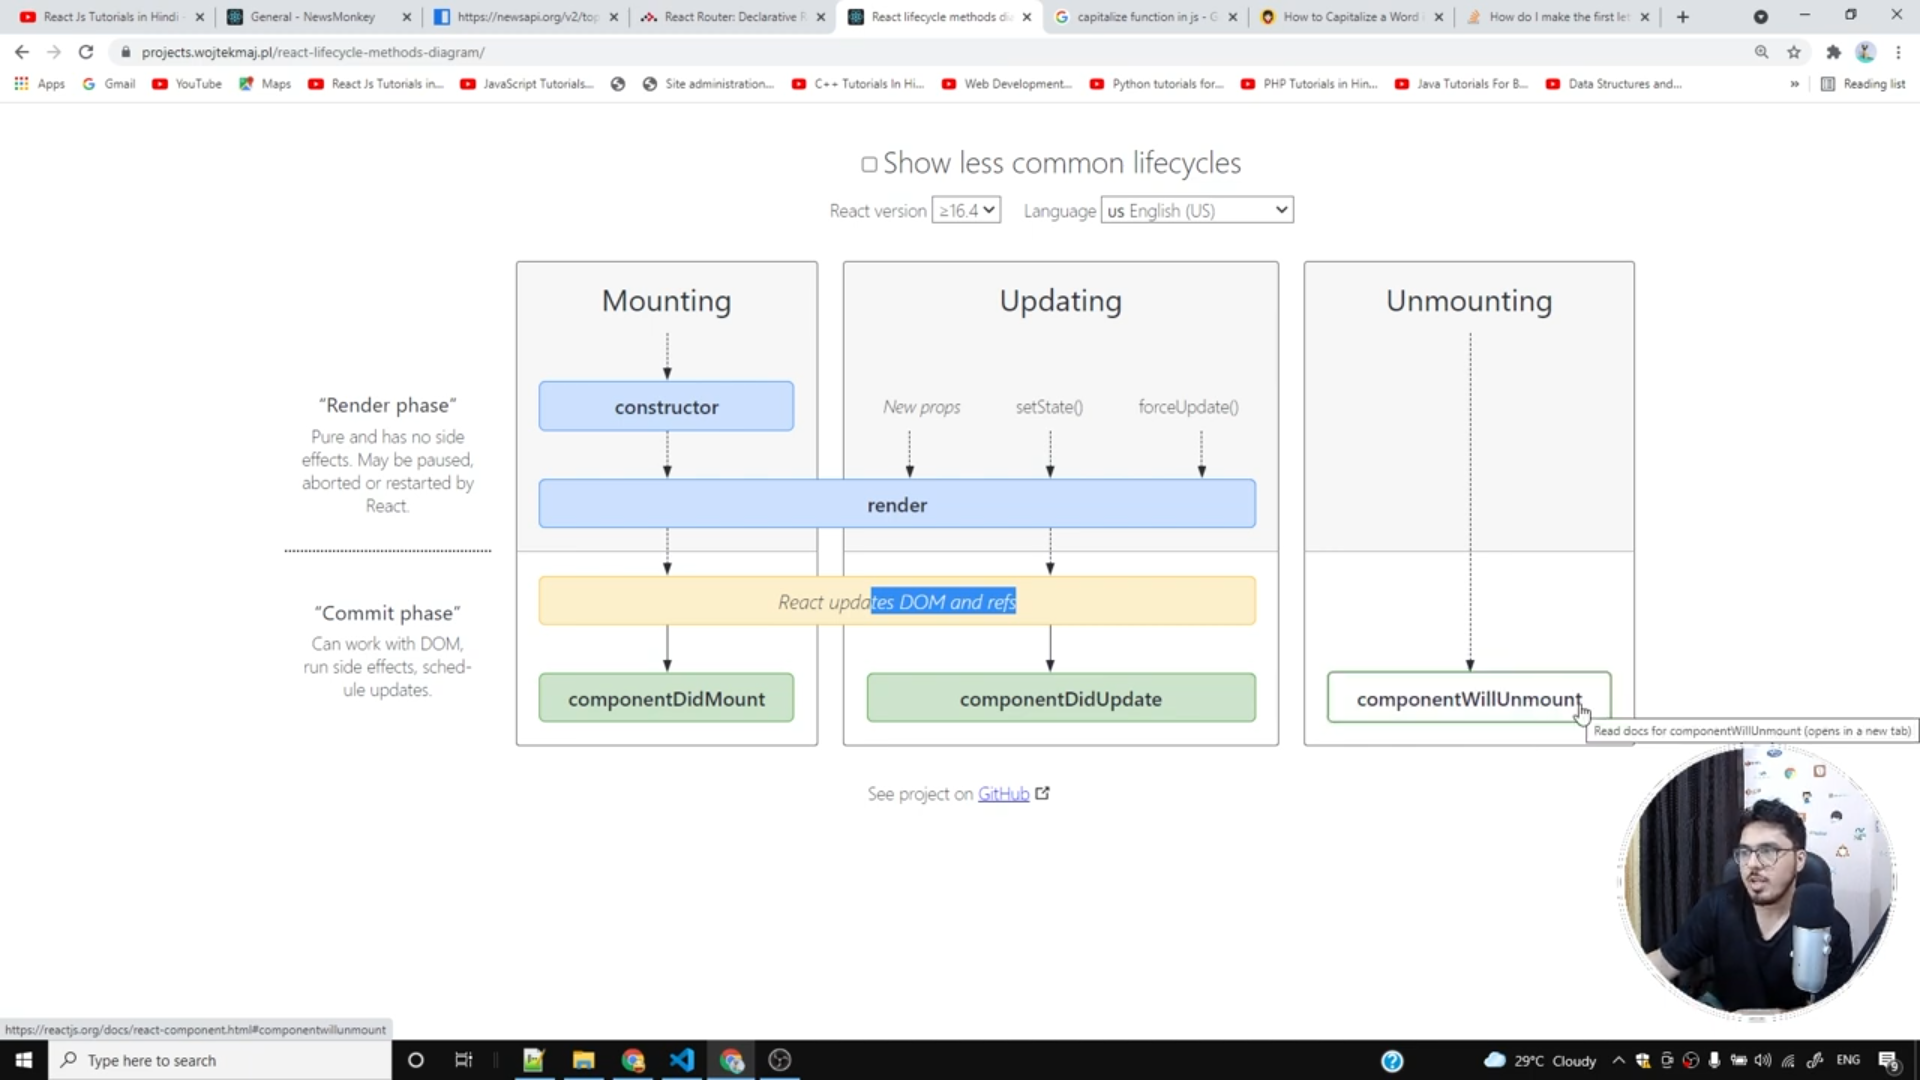 React Js Tutorials in Hindi
General - NewsMonkey
https://newsapi.org/v2/top
React Router: Declarative R
React lifecycle methods di
capitalize function in js - G
How to Capitalize a Word i
How do I make the first let
projects.wojtekmaj.pl/react-lifecycle-methods-diagram/
Apps
Gmail
YouTube
Maps
React Js Tutorials in...
JavaScript Tutorials...
Site administration...
C++ Tutorials In Hi...
Web Development...
Python tutorials for...
PHP Tutorials in Hin...
Java Tutorials For B...
Data Structures and...
»
Reading list
Show less common lifecycles
React version ≥16.4 Language us English (US)
Mounting
Updating
Unmounting
“Render phase”
Pure and has no side
effects. May be paused,
aborted or restarted by
React.
constructor
New props
setState()
forceUpdate()
render
“Commit phase”
Can work with DOM,
run side effects, sched-
ule updates.
React updates DOM and refs
componentDidMount
componentDidUpdate
componentWillUnmount
Read docs for componentWillUnmount (opens in a new tab)
See project on GitHub
https://reactjs.org/docs/react-component.html#componentwillunmount
Type here to search
29°C Cloudy
ENG
9